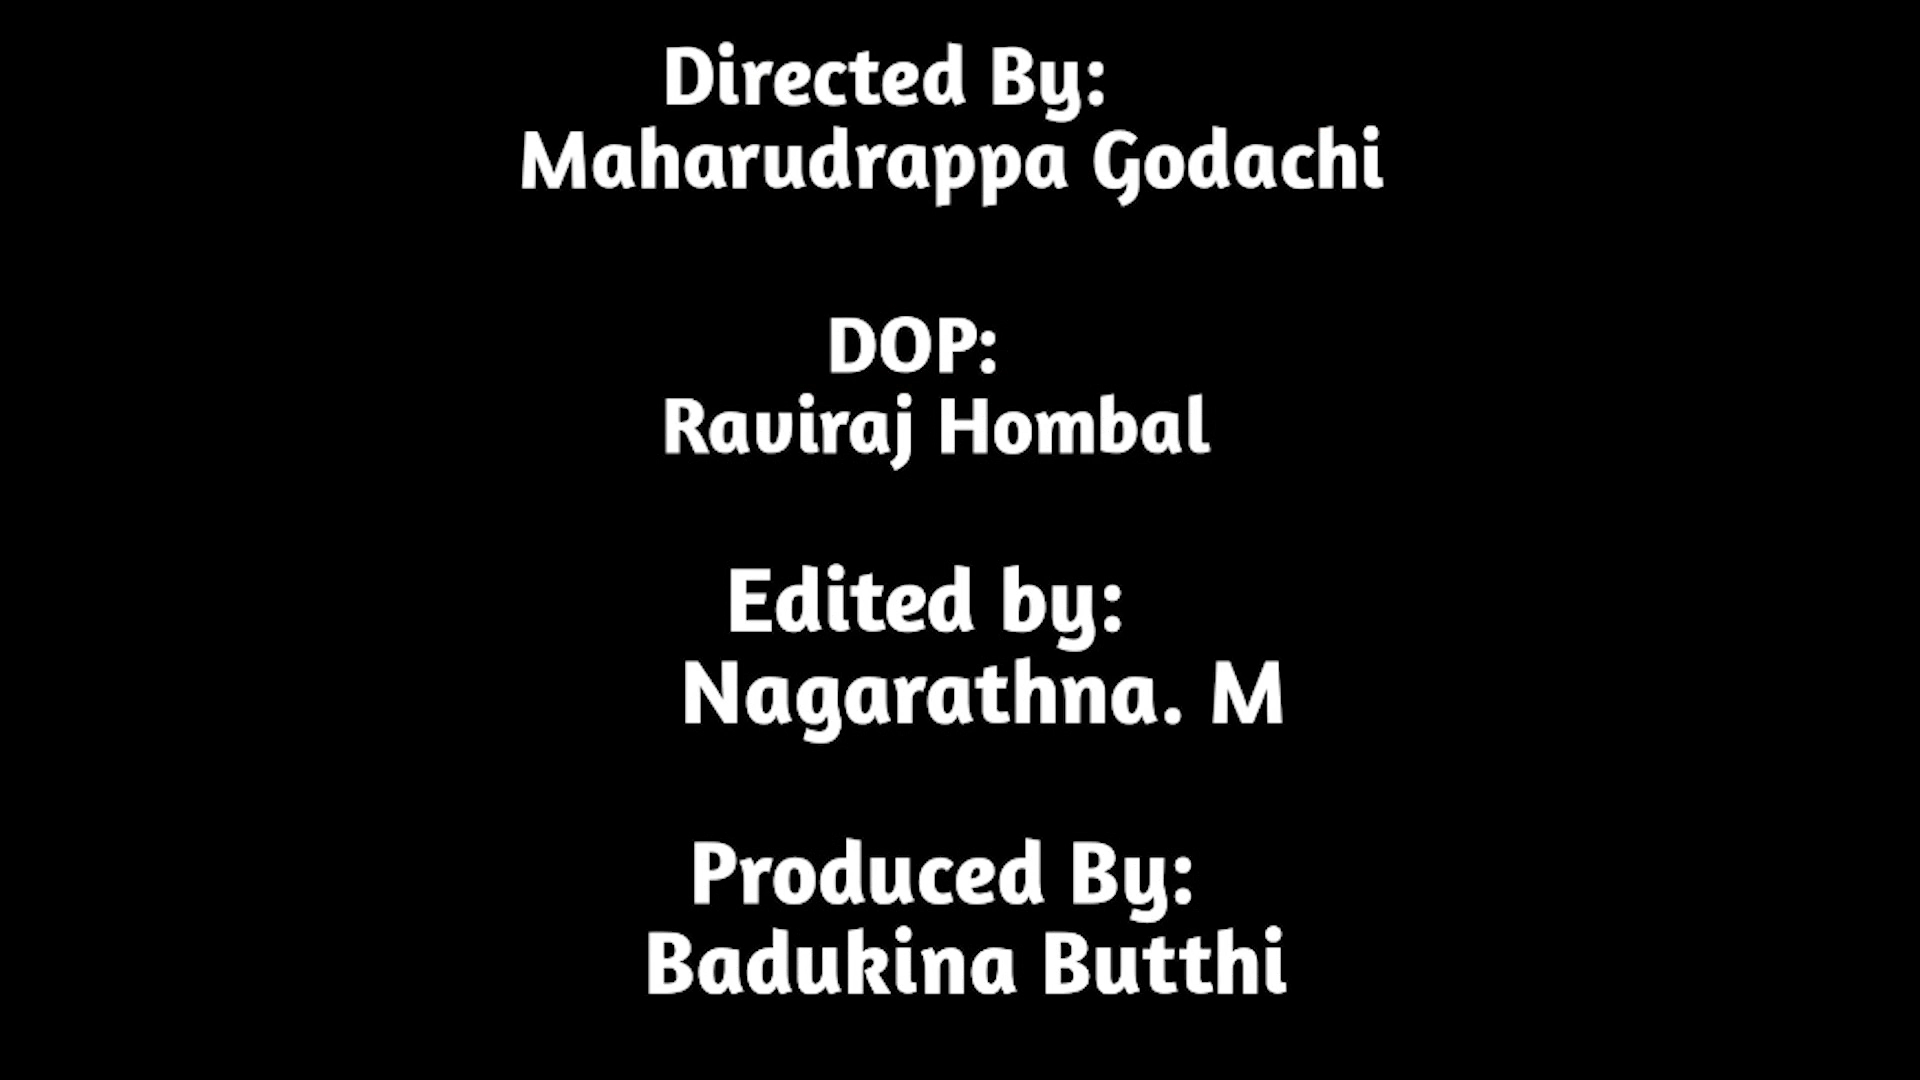 Directed By:
Maharudrappa Godachi
DOP:
Raviraj Hombal
Edited by:
Nagarathna. M
Produced By:
Badukina Butthi